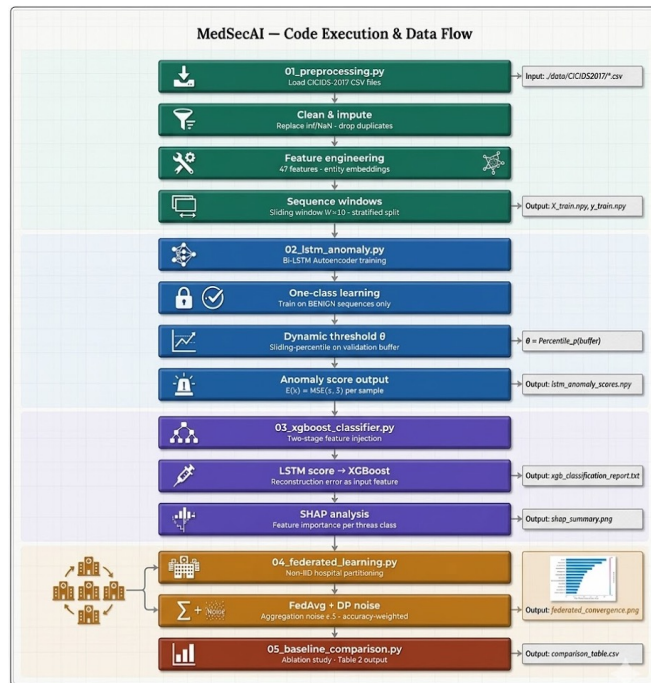 MedSecAI — Code Execution & Data Flow
01_preprocessing.py
Load CICIDS-2017 CSV files
Input: ./data/CICIDS2017/*.csv
Clean & impute
Replace inf/NaN - drop duplicates
Feature engineering
47 features - entity embeddings
Sequence windows
Sliding window W×10 - stratified split
Output: X_train.npy, y_train.npy
02_lstm_anomaly.py
Bi-LSTM Autoencoder training
One-class learning
Train on BENIGN sequences only
Dynamic threshold θ
Sliding-percentile on validation buffer
θ = Percentile_p(buffer)
Anomaly score output
E(x) = MSE(s, 3) per sample
Output: lstm_anomaly_scores.npy
03_xgboost_classifier.py
Two-stage feature injection
LSTM score → XGBoost
Reconstruction error as input feature
Output: xgb_classification_report.txt
SHAP analysis
Feature importance per threas class
Output: shap_summary.png
04_federated_learning.py
Non-IID hospital partitioning
Σ +
FedAvg + DP noise
Aggregation noise ε.5 - accuracy-weighted
Output: federated_convergence.png
05_baseline_comparison.py
Ablation study - Table 2 output
Output: comparison_table.csv